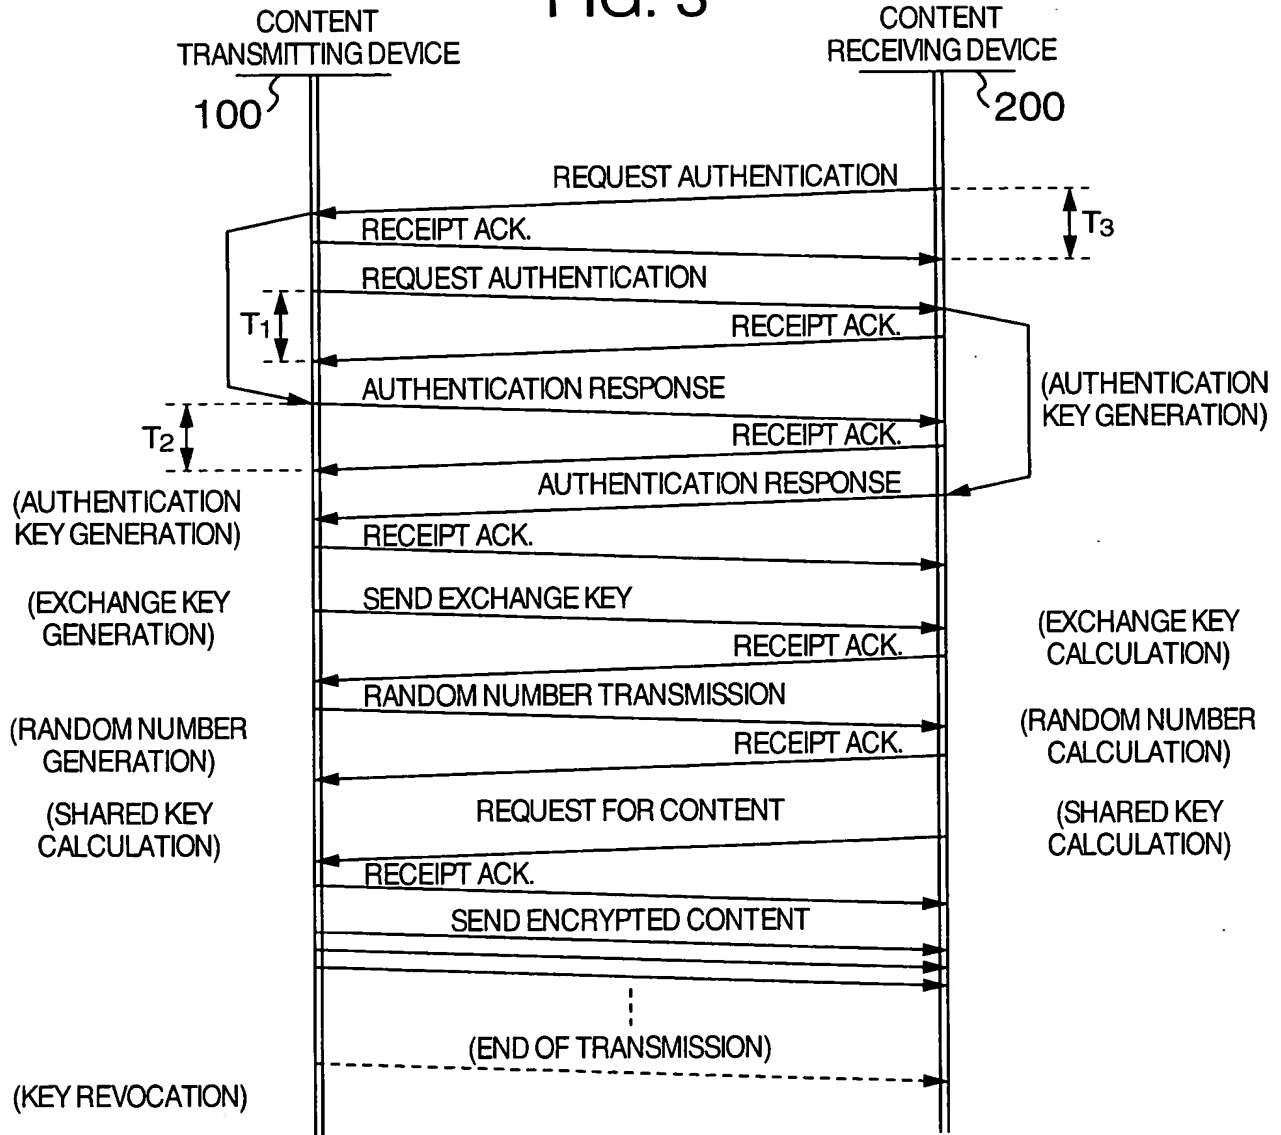 FIG. 3
CONTENT
TRANSMITTING DEVICE
100
CONTENT
RECEIVING DEVICE
200
REQUEST AUTHENTICATION
T3
RECEIPT ACK.
REQUEST AUTHENTICATION
T1
RECEIPT ACK.
AUTHENTICATION RESPONSE
(AUTHENTICATION
KEY GENERATION)
T2
RECEIPT ACK.
AUTHENTICATION RESPONSE
(AUTHENTICATION
KEY GENERATION)
RECEIPT ACK.
(EXCHANGE KEY
GENERATION)
SEND EXCHANGE KEY
(EXCHANGE KEY
CALCULATION)
RECEIPT ACK.
RANDOM NUMBER TRANSMISSION
(RANDOM NUMBER
GENERATION)
(RANDOM NUMBER
CALCULATION)
RECEIPT ACK.
(SHARED KEY
CALCULATION)
REQUEST FOR CONTENT
(SHARED KEY
CALCULATION)
RECEIPT ACK.
SEND ENCRYPTED CONTENT
(END OF TRANSMISSION)
(KEY REVOCATION)